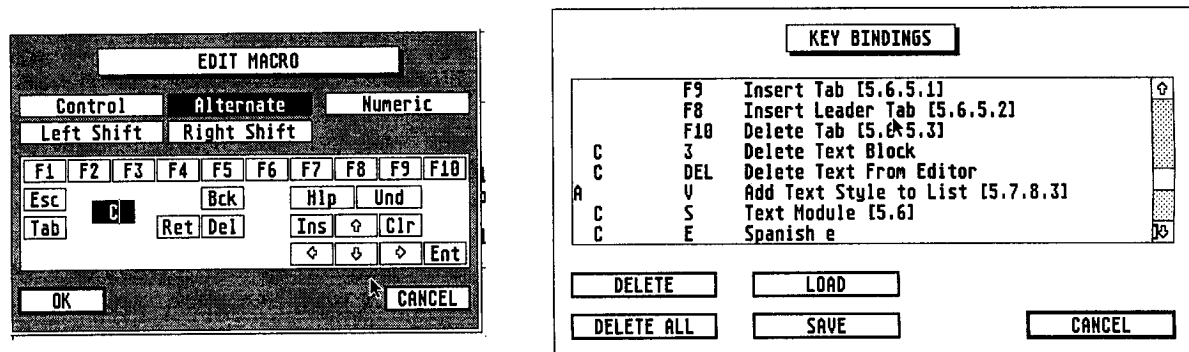 EDIT MACRO
Control Alternate Numeric
Left Shift Right Shift
F1 F2 F3 F4 F5 F6 F7 F8 F9 F10
Esc C Bck Hlp Und
Tab Ret Del Ins ⇧ Clr
⇦ ⇩ ⇨ Ent
OK CANCEL
KEY BINDINGS
F9 Insert Tab [5.6.5.1]
F8 Insert Leader Tab [5.6.5.2]
F10 Delete Tab [5.6.5.3]
C 3 Delete Text Block
C DEL Delete Text From Editor
A V Add Text Style to List [5.7.8.3]
C S Text Module [5.6]
C E Spanish e
DELETE LOAD
DELETE ALL SAVE CANCEL